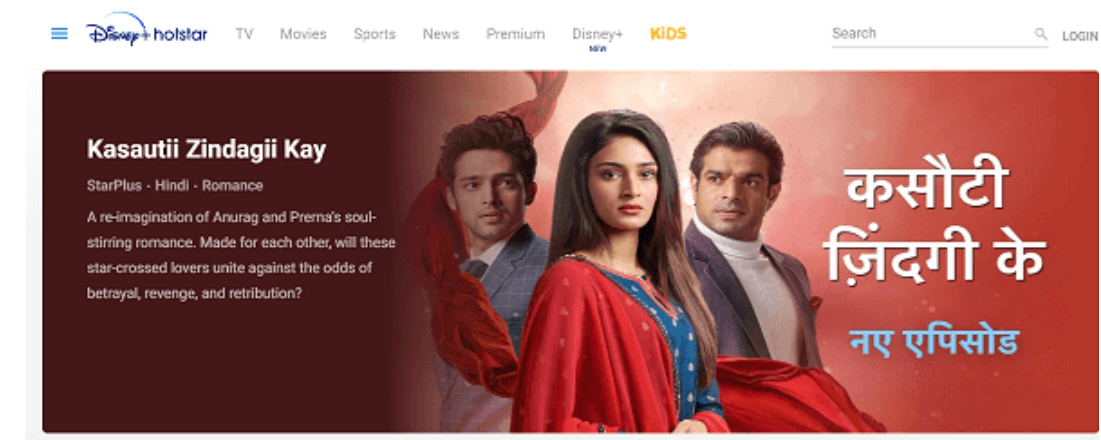 Disney+ hotstar TV Movies Sports News Premium Disney+ KiDS Search LOGIN
NEW
Kasautii Zindagii Kay
StarPlus - Hindi - Romance
A re-imagination of Anurag and Prerna's soul-
stirring romance. Made for each other, will these
star-crossed lovers unite against the odds of
betrayal, revenge, and retribution?
कसौटी
ज़िंदगी के
नए एपिसोड